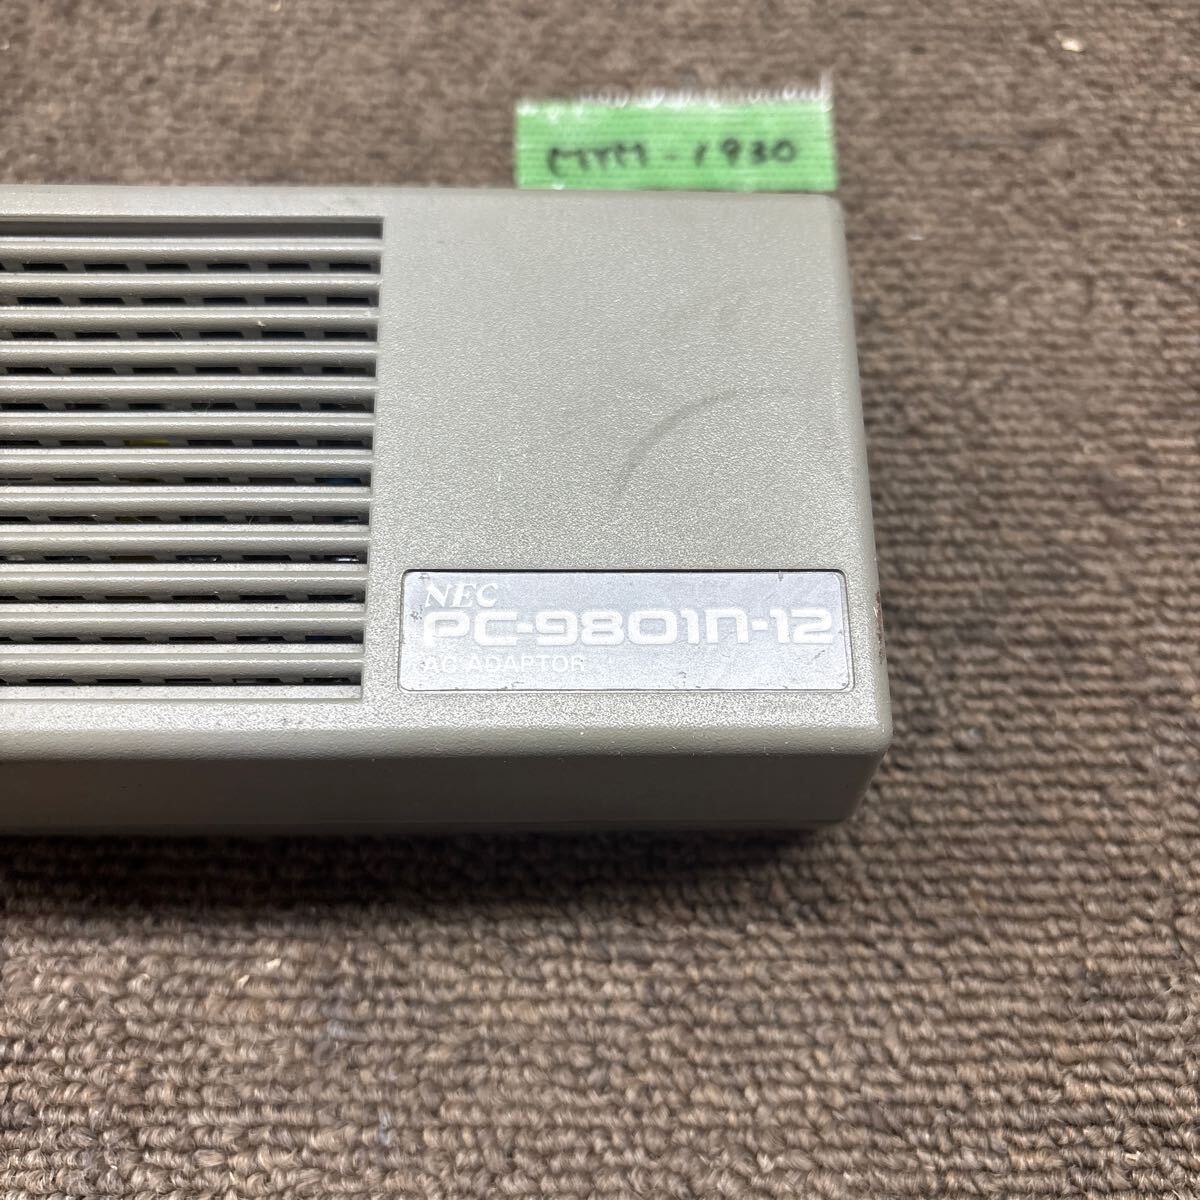 MTM-1930
NEC
PC-9801n-12
AC ADAPTOR